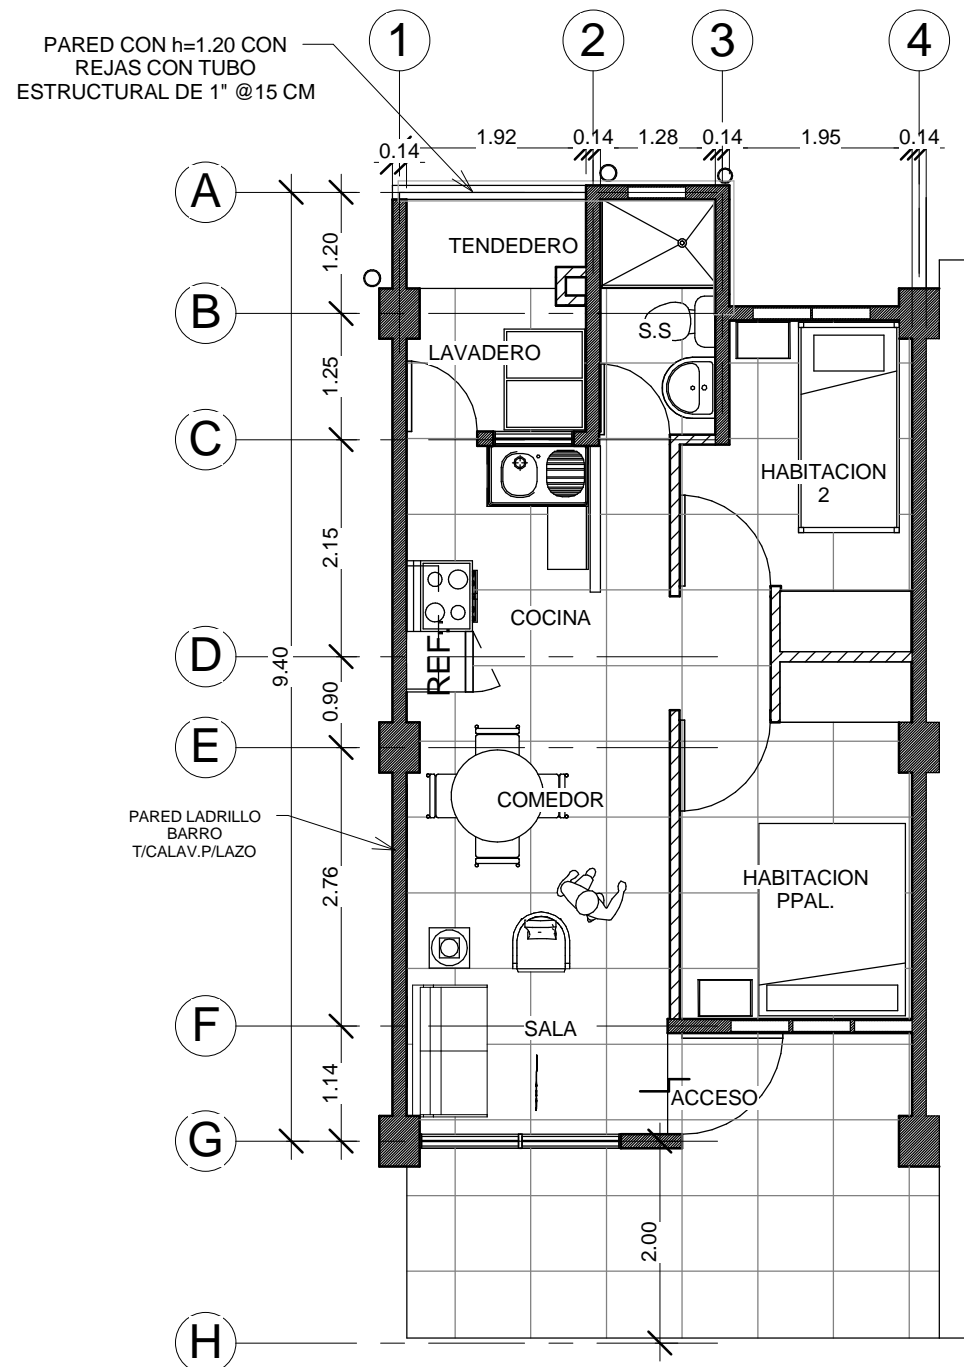 1
2
3
4
PARED CON h=1.20 CON
REJAS CON TUBO
ESTRUCTURAL DE 1" @15 CM
0.14
1.92
0.14
1.28
0.14
1.95
0.14
A
1.20
TENDEDERO
B
S.S
LAVADERO
1.25
C
HABITACION
2
2.15
COCINA
D
REF.
9.40
0.90
E
COMEDOR
PARED LADRILLO
BARRO
T/CALAV.P/LAZO
2.76
HABITACION
PPAL.
F
SALA
1.14
ACCESO
G
2.00
H